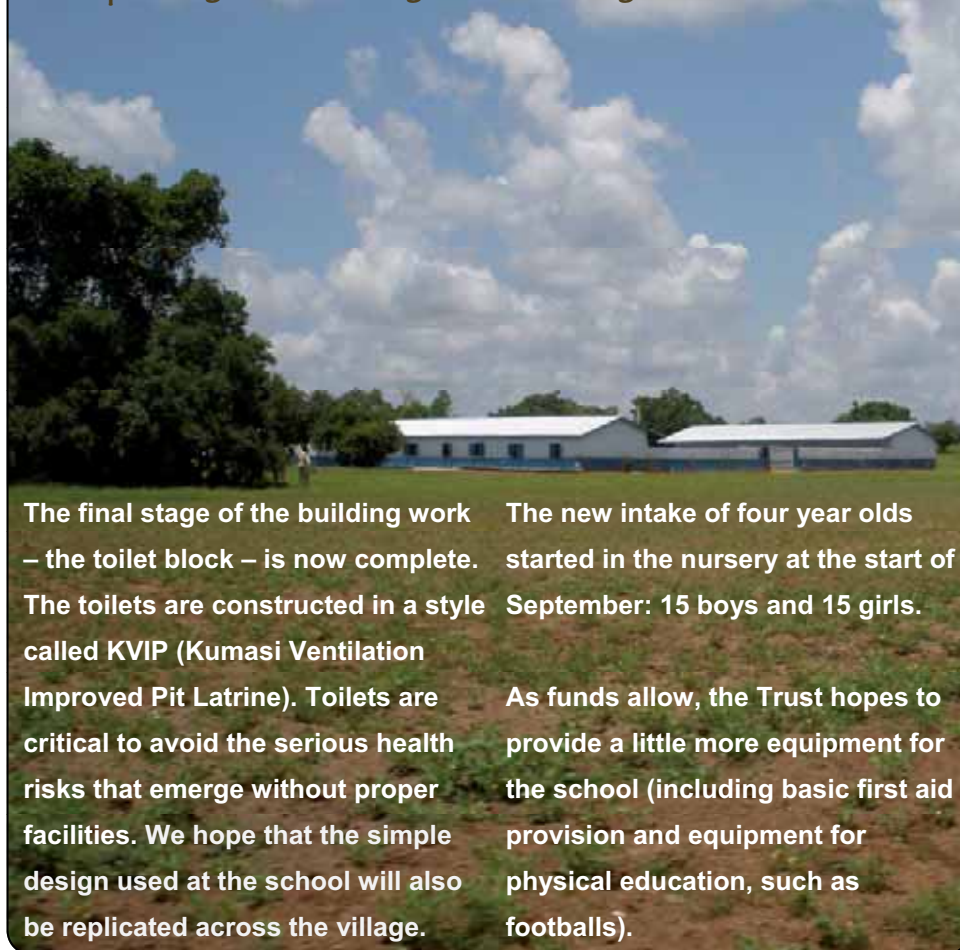 The final stage of the building work
– the toilet block – is now complete.
The toilets are constructed in a style
called KVIP (Kumasi Ventilation
Improved Pit Latrine). Toilets are
critical to avoid the serious health
risks that emerge without proper
facilities. We hope that the simple
design used at the school will also
be replicated across the village.
The new intake of four year olds
started in the nursery at the start of
September: 15 boys and 15 girls.
As funds allow, the Trust hopes to
provide a little more equipment for
the school (including basic first aid
provision and equipment for
physical education, such as
footballs).